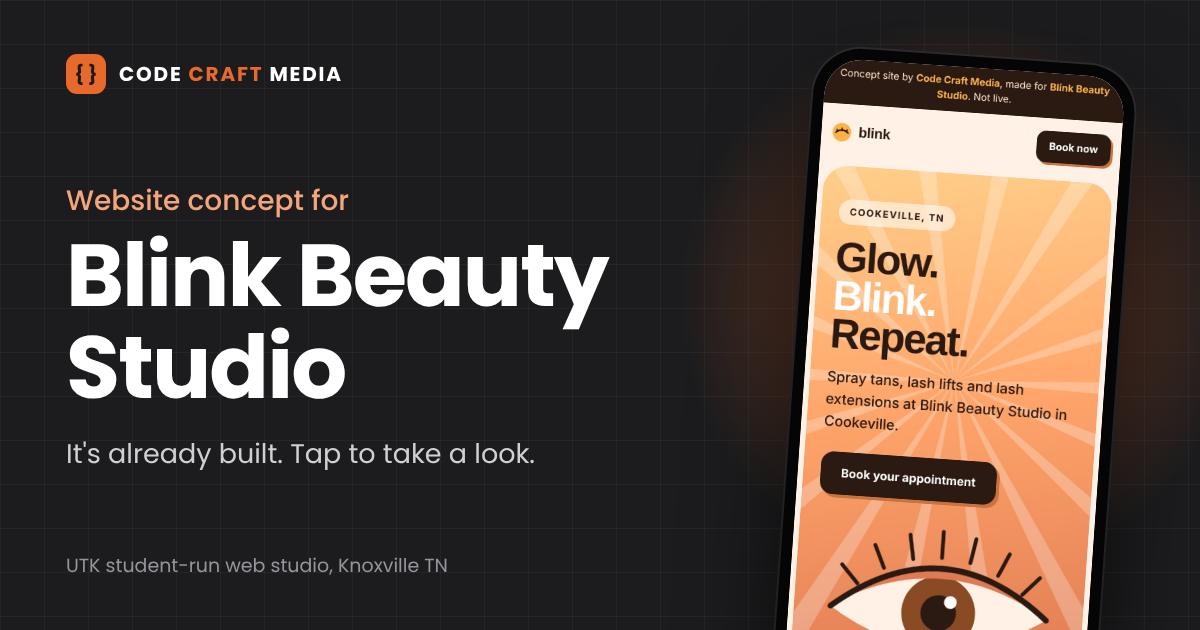 { } CODE CRAFT MEDIA
Website concept for
Blink Beauty
Studio
It's already built. Tap to take a look.
UTK student-run web studio, Knoxville TN
Concept site by Code Craft Media, made for Blink Beauty
Studio. Not live.
blink
Book now
COOKEVILLE, TN
Glow.
Blink.
Repeat.
Spray tans, lash lifts and lash
extensions at Blink Beauty Studio in
Cookeville.
Book your appointment